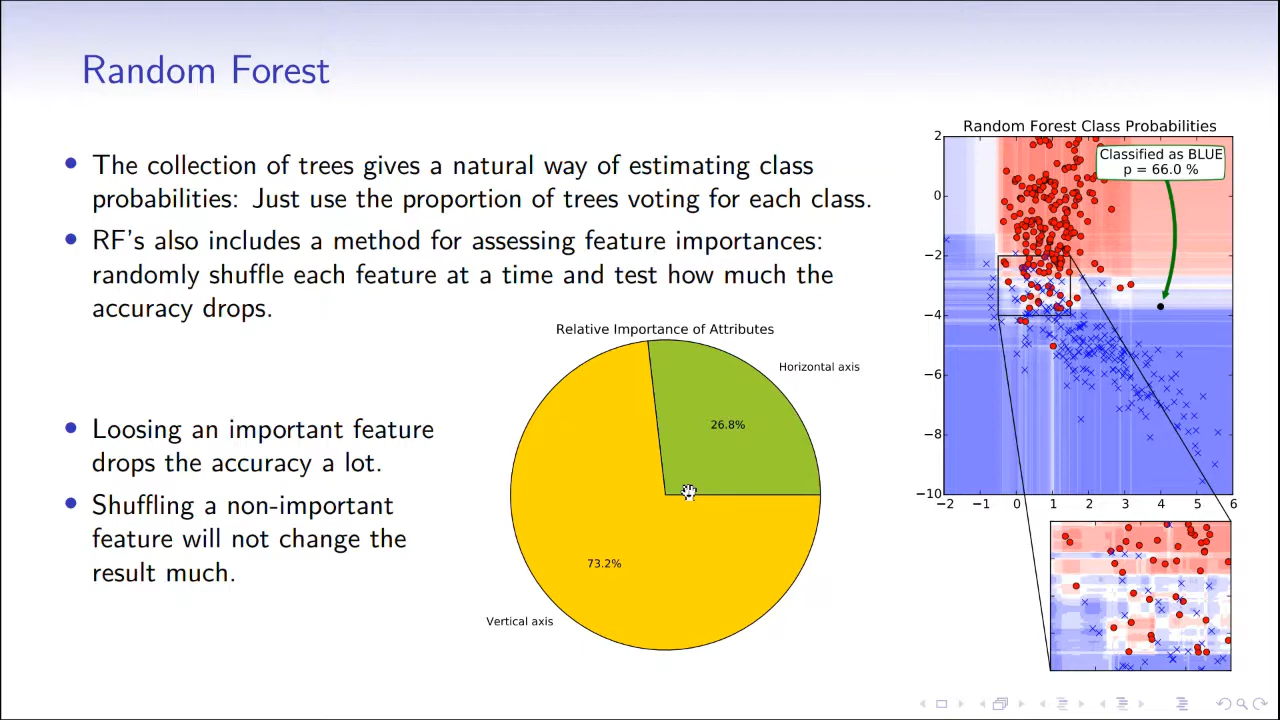 Random Forest
The collection of trees gives a natural way of estimating class
probabilities: Just use the proportion of trees voting for each class.
RF's also includes a method for assessing feature importances:
randomly shuffle each feature at a time and test how much the
accuracy drops.
Loosing an important feature
drops the accuracy a lot.
Shuffling a non-important
feature will not change the
result much.
Relative Importance of Attributes
Horizontal axis
26.8%
73.2%
Vertical axis
Random Forest Class Probabilities
Classified as BLUE
p = 66.0 %
2
0
−2
−4
−6
−8
−10
−2 −1 0 1 2 3 4 5 6